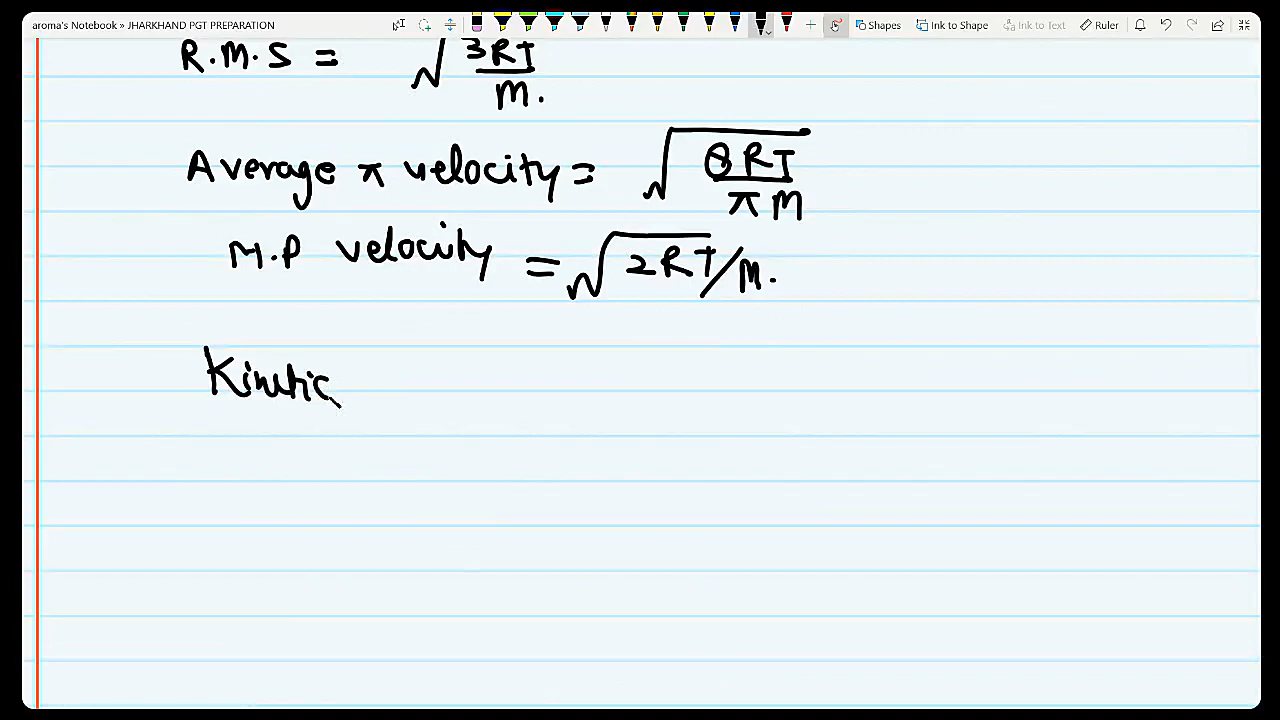 aroma's Notebook » JHARKHAND PGT PREPARATION Shapes Ink to Shape Ink to Text Ruler
R.M.S = √3RT/M.
Average π velocity = √8RT/πM
M.P velocity = √2RT/M.
Kinetic